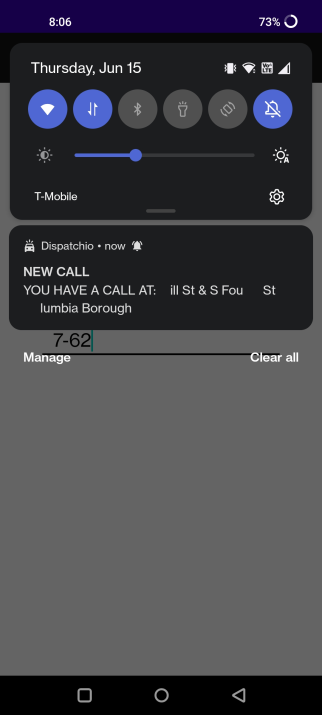 8:06 73%
Thursday, Jun 15
T-Mobile
Dispatchio • now
NEW CALL
YOU HAVE A CALL AT: ill St & S Fou St
lumbia Borough
7-62
Manage Clear all